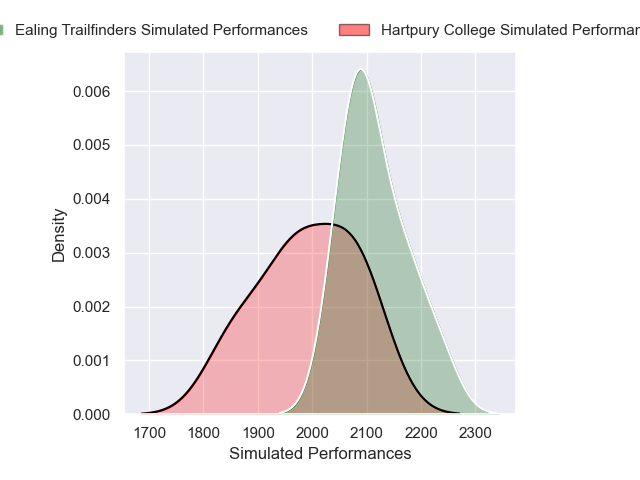 Ealing Trailfinders Simulated Performances
Hartpury College Simulated
0.006
0.005
0.004
0.003
0.002
0.001
0.000
Density
1700 1800 1900 2000 2100 2200 2300
Simulated Performances